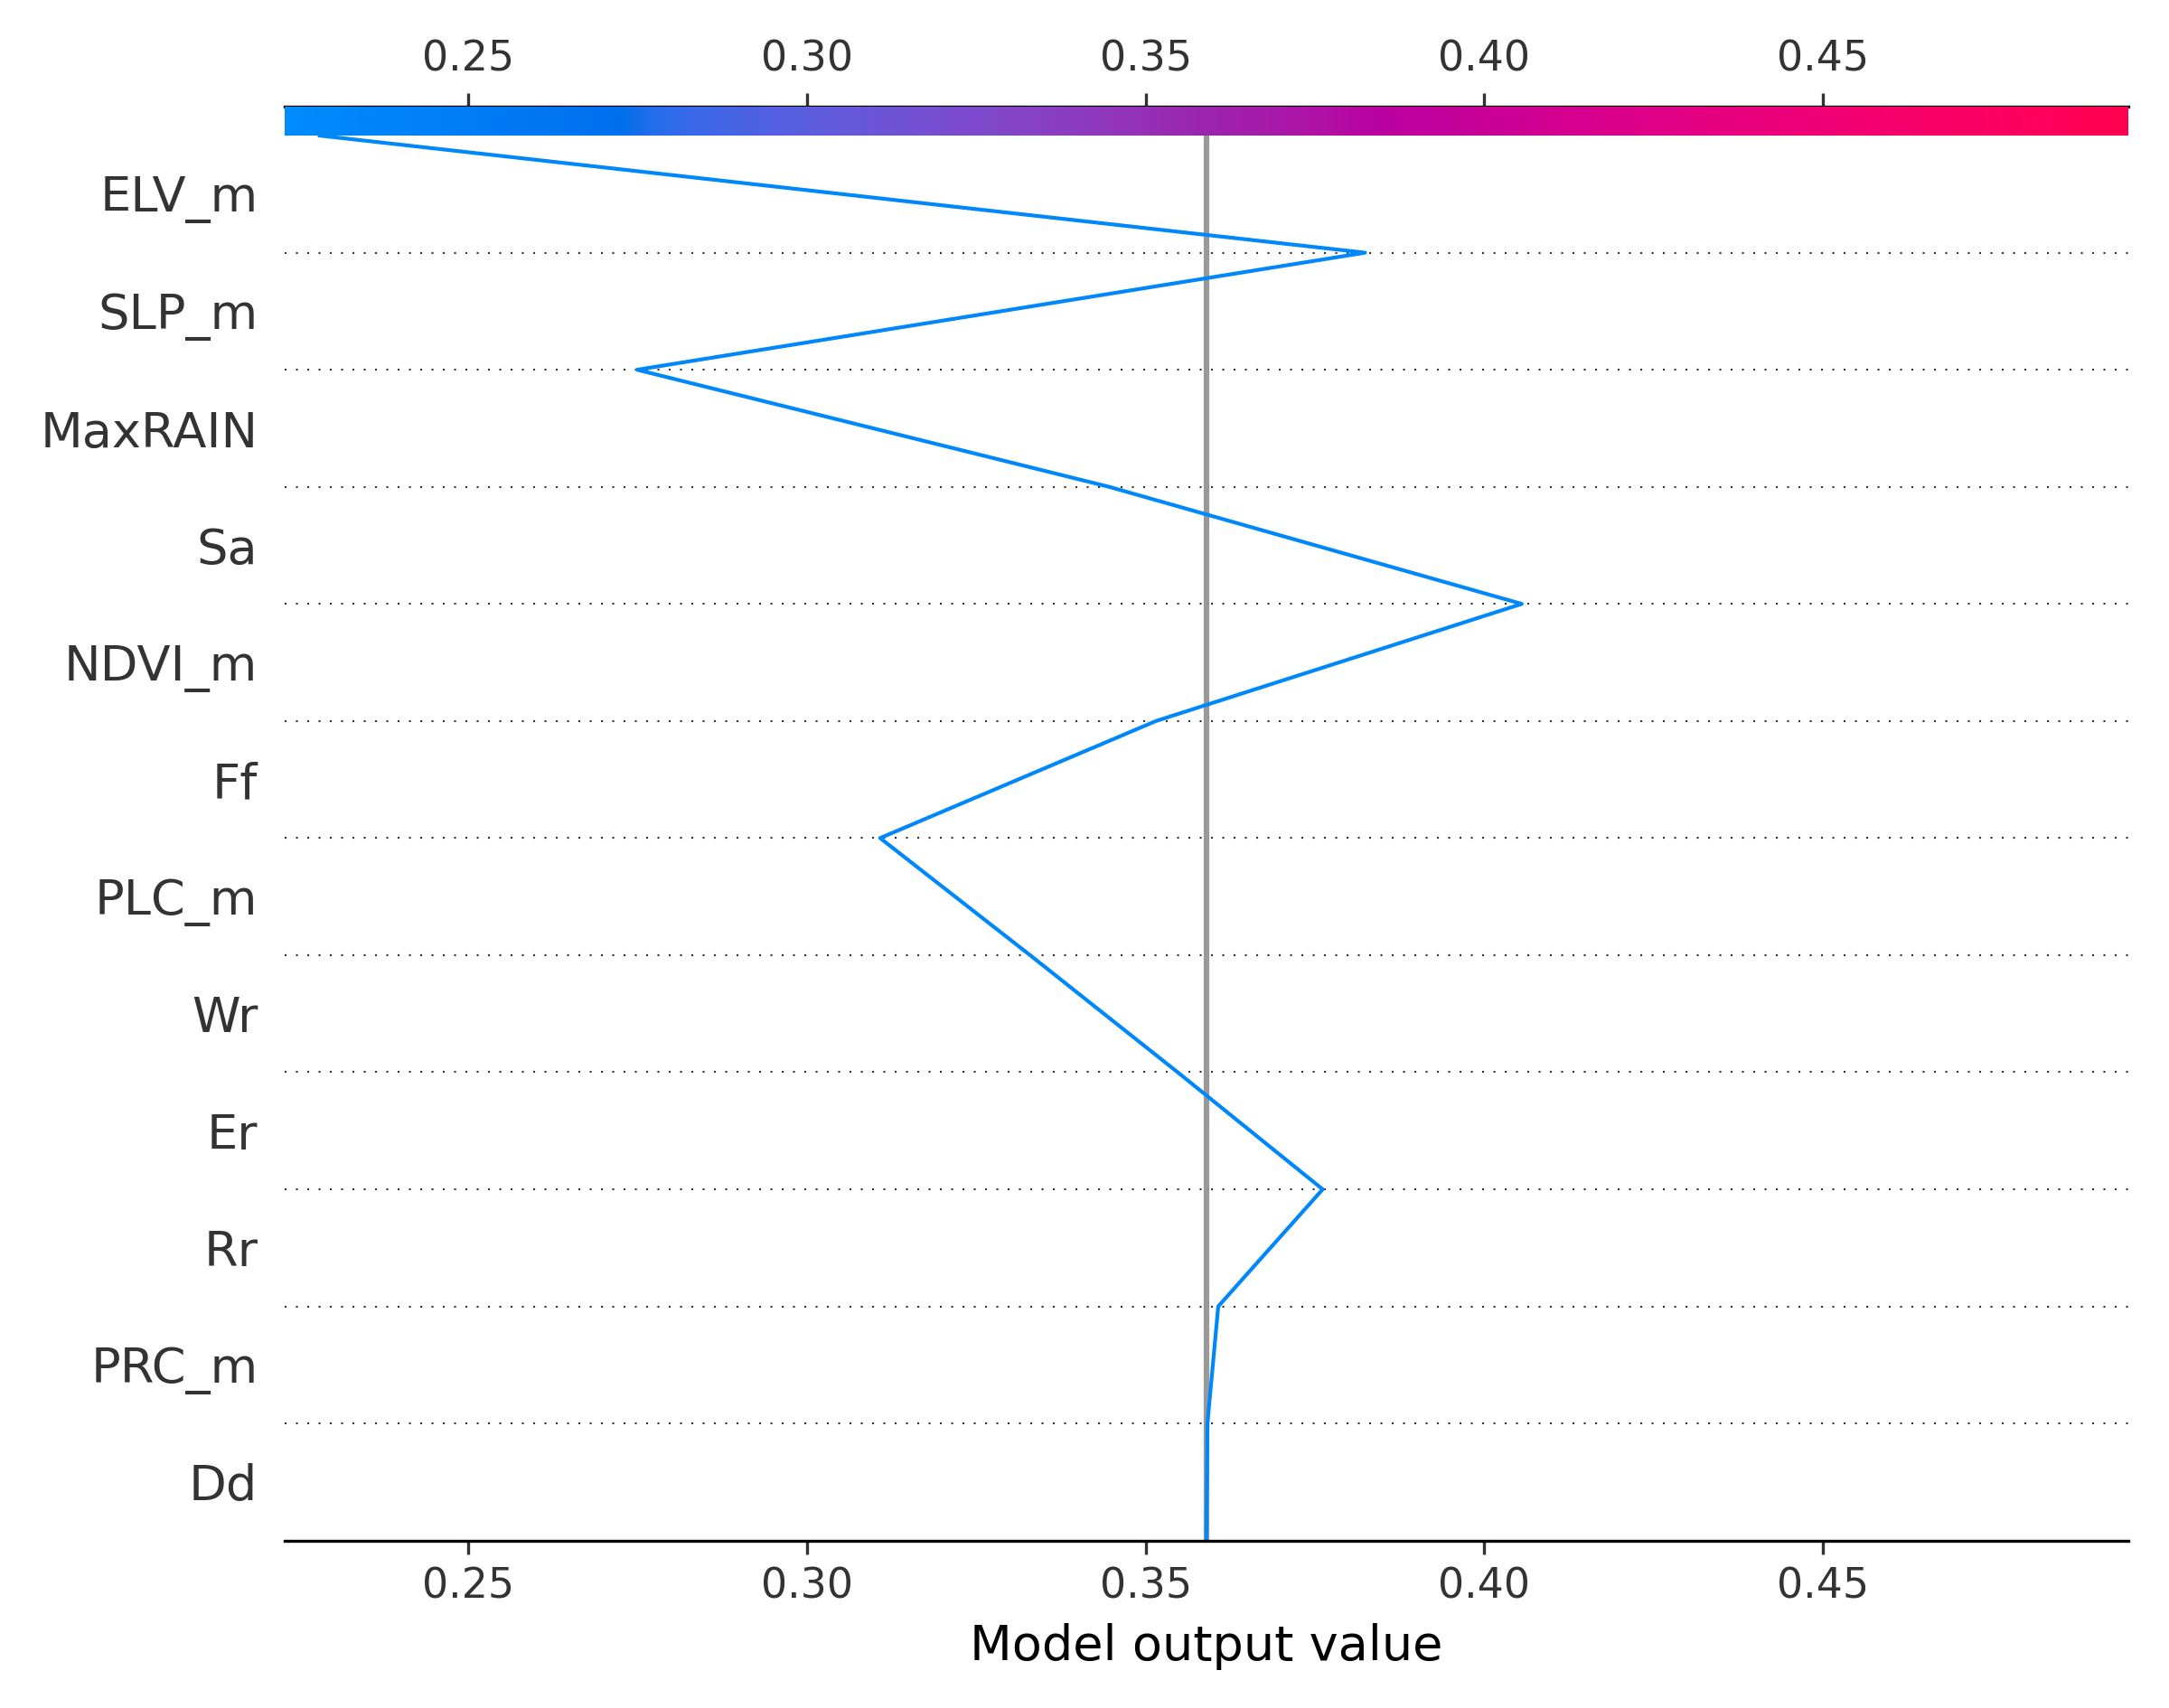 0.25 0.30 0.35 0.40 0.45
ELV_m
SLP_m
MaxRAIN
Sa
NDVI_m
Ff
PLC_m
Wr
Er
Rr
PRC_m
Dd
0.25 0.30 0.35 0.40 0.45
Model output value